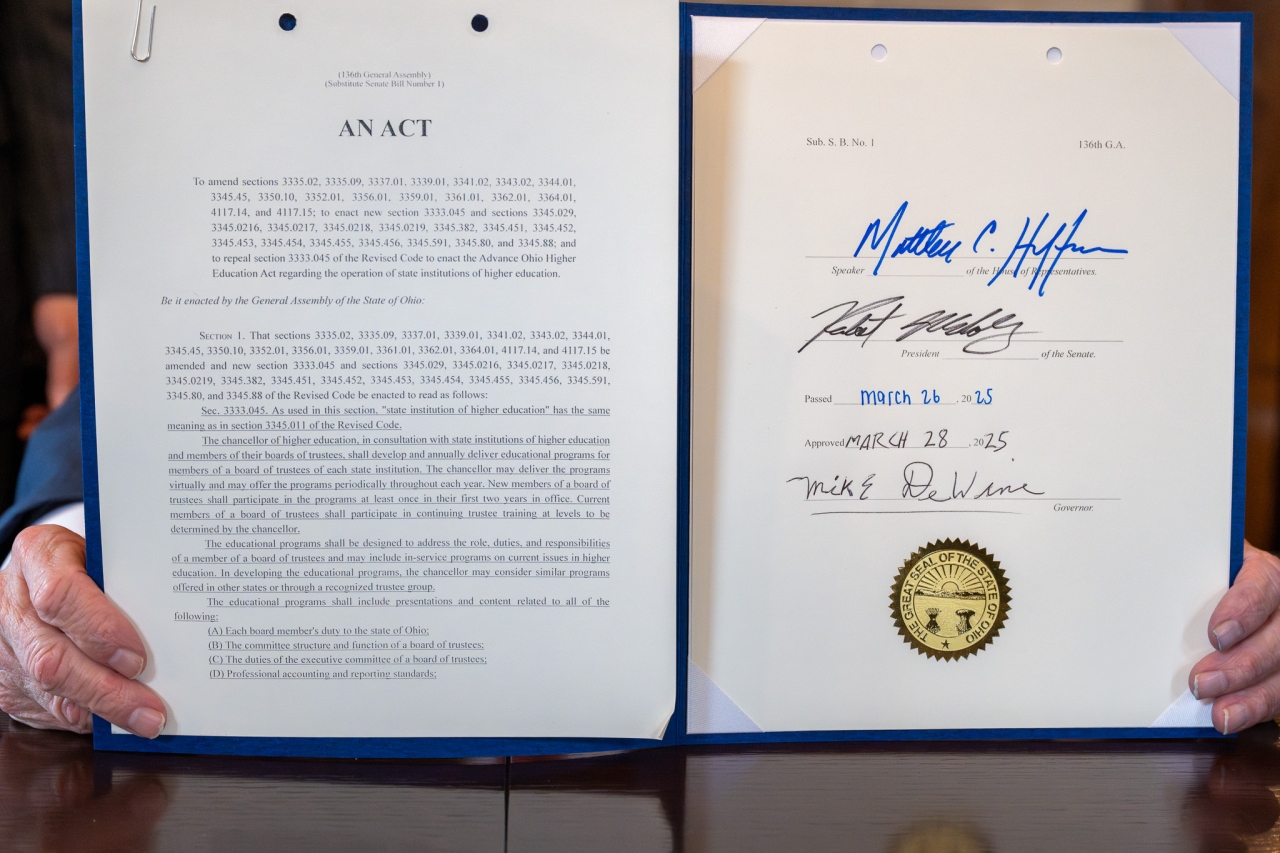 (136th General Assembly)
(Substitute Senate Bill Number 1)
AN ACT
To amend sections 3335.02, 3335.09, 3337.01, 3339.01, 3341.02, 3343.02, 3344.01,
3345.45, 3350.10, 3352.01, 3356.01, 3359.01, 3361.01, 3362.01, 3364.01,
4117.14, and 4117.15; to enact new section 3333.045 and sections 3345.029,
3345.0216, 3345.0217, 3345.0218, 3345.0219, 3345.382, 3345.451, 3345.452,
3345.453, 3345.454, 3345.455, 3345.456, 3345.591, 3345.80, and 3345.88; and
to repeal section 3333.045 of the Revised Code to enact the Advance Ohio Higher
Education Act regarding the operation of state institutions of higher education.
Be it enacted by the General Assembly of the State of Ohio:
SECTION 1. That sections 3335.02, 3335.09, 3337.01, 3339.01, 3341.02, 3343.02, 3344.01,
3345.45, 3350.10, 3352.01, 3356.01, 3359.01, 3361.01, 3362.01, 3364.01, 4117.14, and 4117.15 be
amended and new section 3333.045 and sections 3345.029, 3345.0216, 3345.0217, 3345.0218,
3345.0219, 3345.382, 3345.451, 3345.452, 3345.453, 3345.454, 3345.455, 3345.456, 3345.591,
3345.80, and 3345.88 of the Revised Code be enacted to read as follows:
Sec. 3333.045. As used in this section, "state institution of higher education" has the same
meaning as in section 3345.011 of the Revised Code.
The chancellor of higher education, in consultation with state institutions of higher education
and members of their boards of trustees, shall develop and annually deliver educational programs for
members of a board of trustees of each state institution. The chancellor may deliver the programs
virtually and may offer the programs periodically throughout each year. New members of a board of
trustees shall participate in the programs at least once in their first two years in office. Current
members of a board of trustees shall participate in continuing trustee training at levels to be
determined by the chancellor.
The educational programs shall be designed to address the role, duties, and responsibilities
of a member of a board of trustees and may include in-service programs on current issues in higher
education. In developing the educational programs, the chancellor may consider similar programs
offered in other states or through a recognized trustee group.
The educational programs shall include presentations and content related to all of the
following:
(A) Each board member's duty to the state of Ohio;
(B) The committee structure and function of a board of trustees;
(C) The duties of the executive committee of a board of trustees;
(D) Professional accounting and reporting standards;
Sub. S. B. No. 1 136th G.A.
Matthew C. Huffman
Speaker of the House of Representatives.
Robert
President of the Senate.
Passed March 26, 2025
Approved MARCH 28, 2025.
MIKE DeWine
Governor.
THE GREAT SEAL OF THE STATE OF OHIO